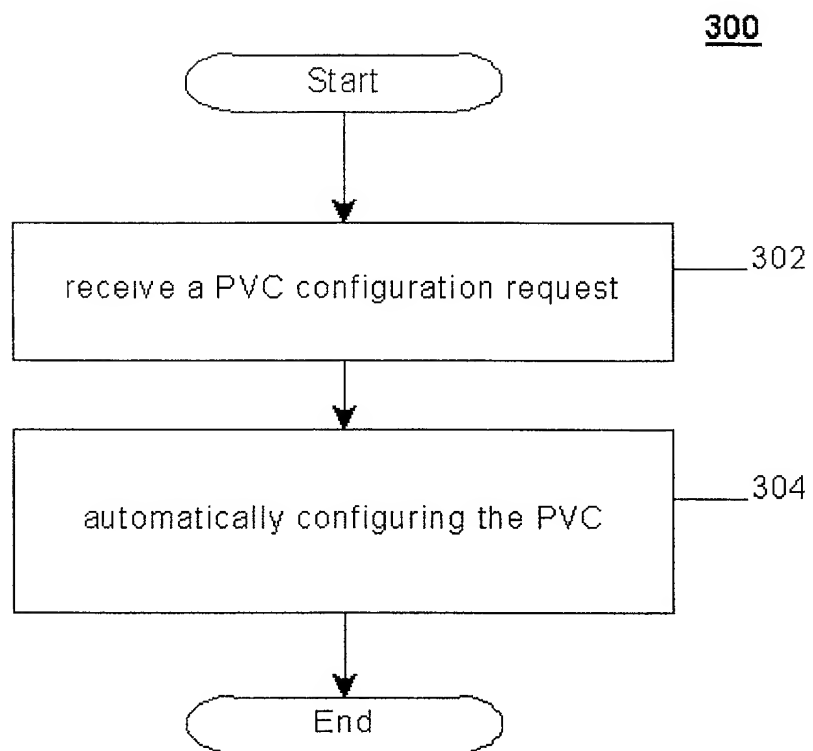 300
Start
receive a PVC configuration request
302
automatically configuring the PVC
304
End